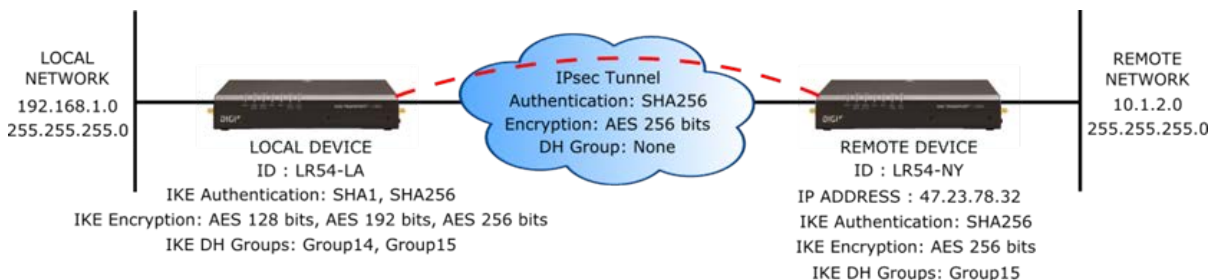 LOCAL
NETWORK
192.168.1.0
255.255.255.0
DIGI
LOCAL DEVICE
ID : LR54-LA
IKE Authentication: SHA1, SHA256
IKE Encryption: AES 128 bits, AES 192 bits, AES 256 bits
IKE DH Groups: Group14, Group15
IPsec Tunnel
Authentication: SHA256
Encryption: AES 256 bits
DH Group: None
DIGI
REMOTE DEVICE
ID : LR54-NY
IP ADDRESS : 47.23.78.32
IKE Authentication: SHA256
IKE Encryption: AES 256 bits
IKE DH Groups: Group15
REMOTE
NETWORK
10.1.2.0
255.255.255.0